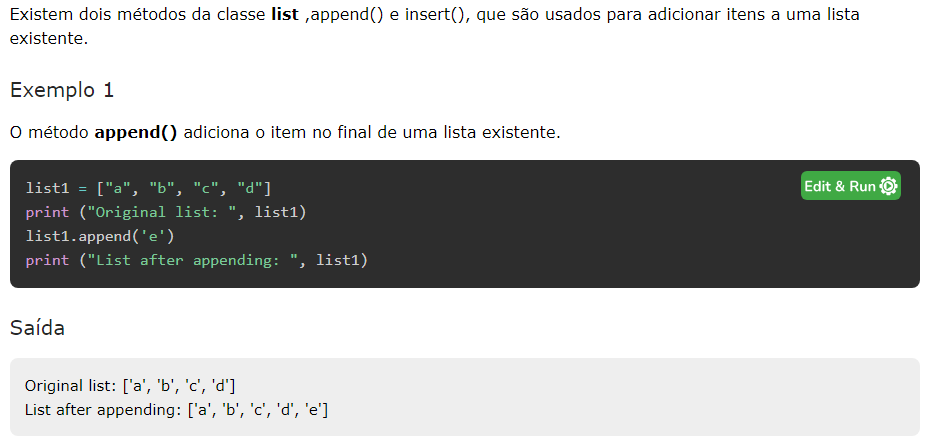 Existem dois métodos da classe list ,append() e insert(), que são usados para adicionar itens a uma lista
existente.
Exemplo 1
O método append() adiciona o item no final de uma lista existente.
list1 = ["a", "b", "c", "d"]
Edit & Run
print ("Original list: ", list1)
list1.append('e')
print ("List after appending: ", list1)
Saída
Original list: ['a', 'b', 'c', 'd']
List after appending: ['a', 'b', 'c', 'd', 'e']